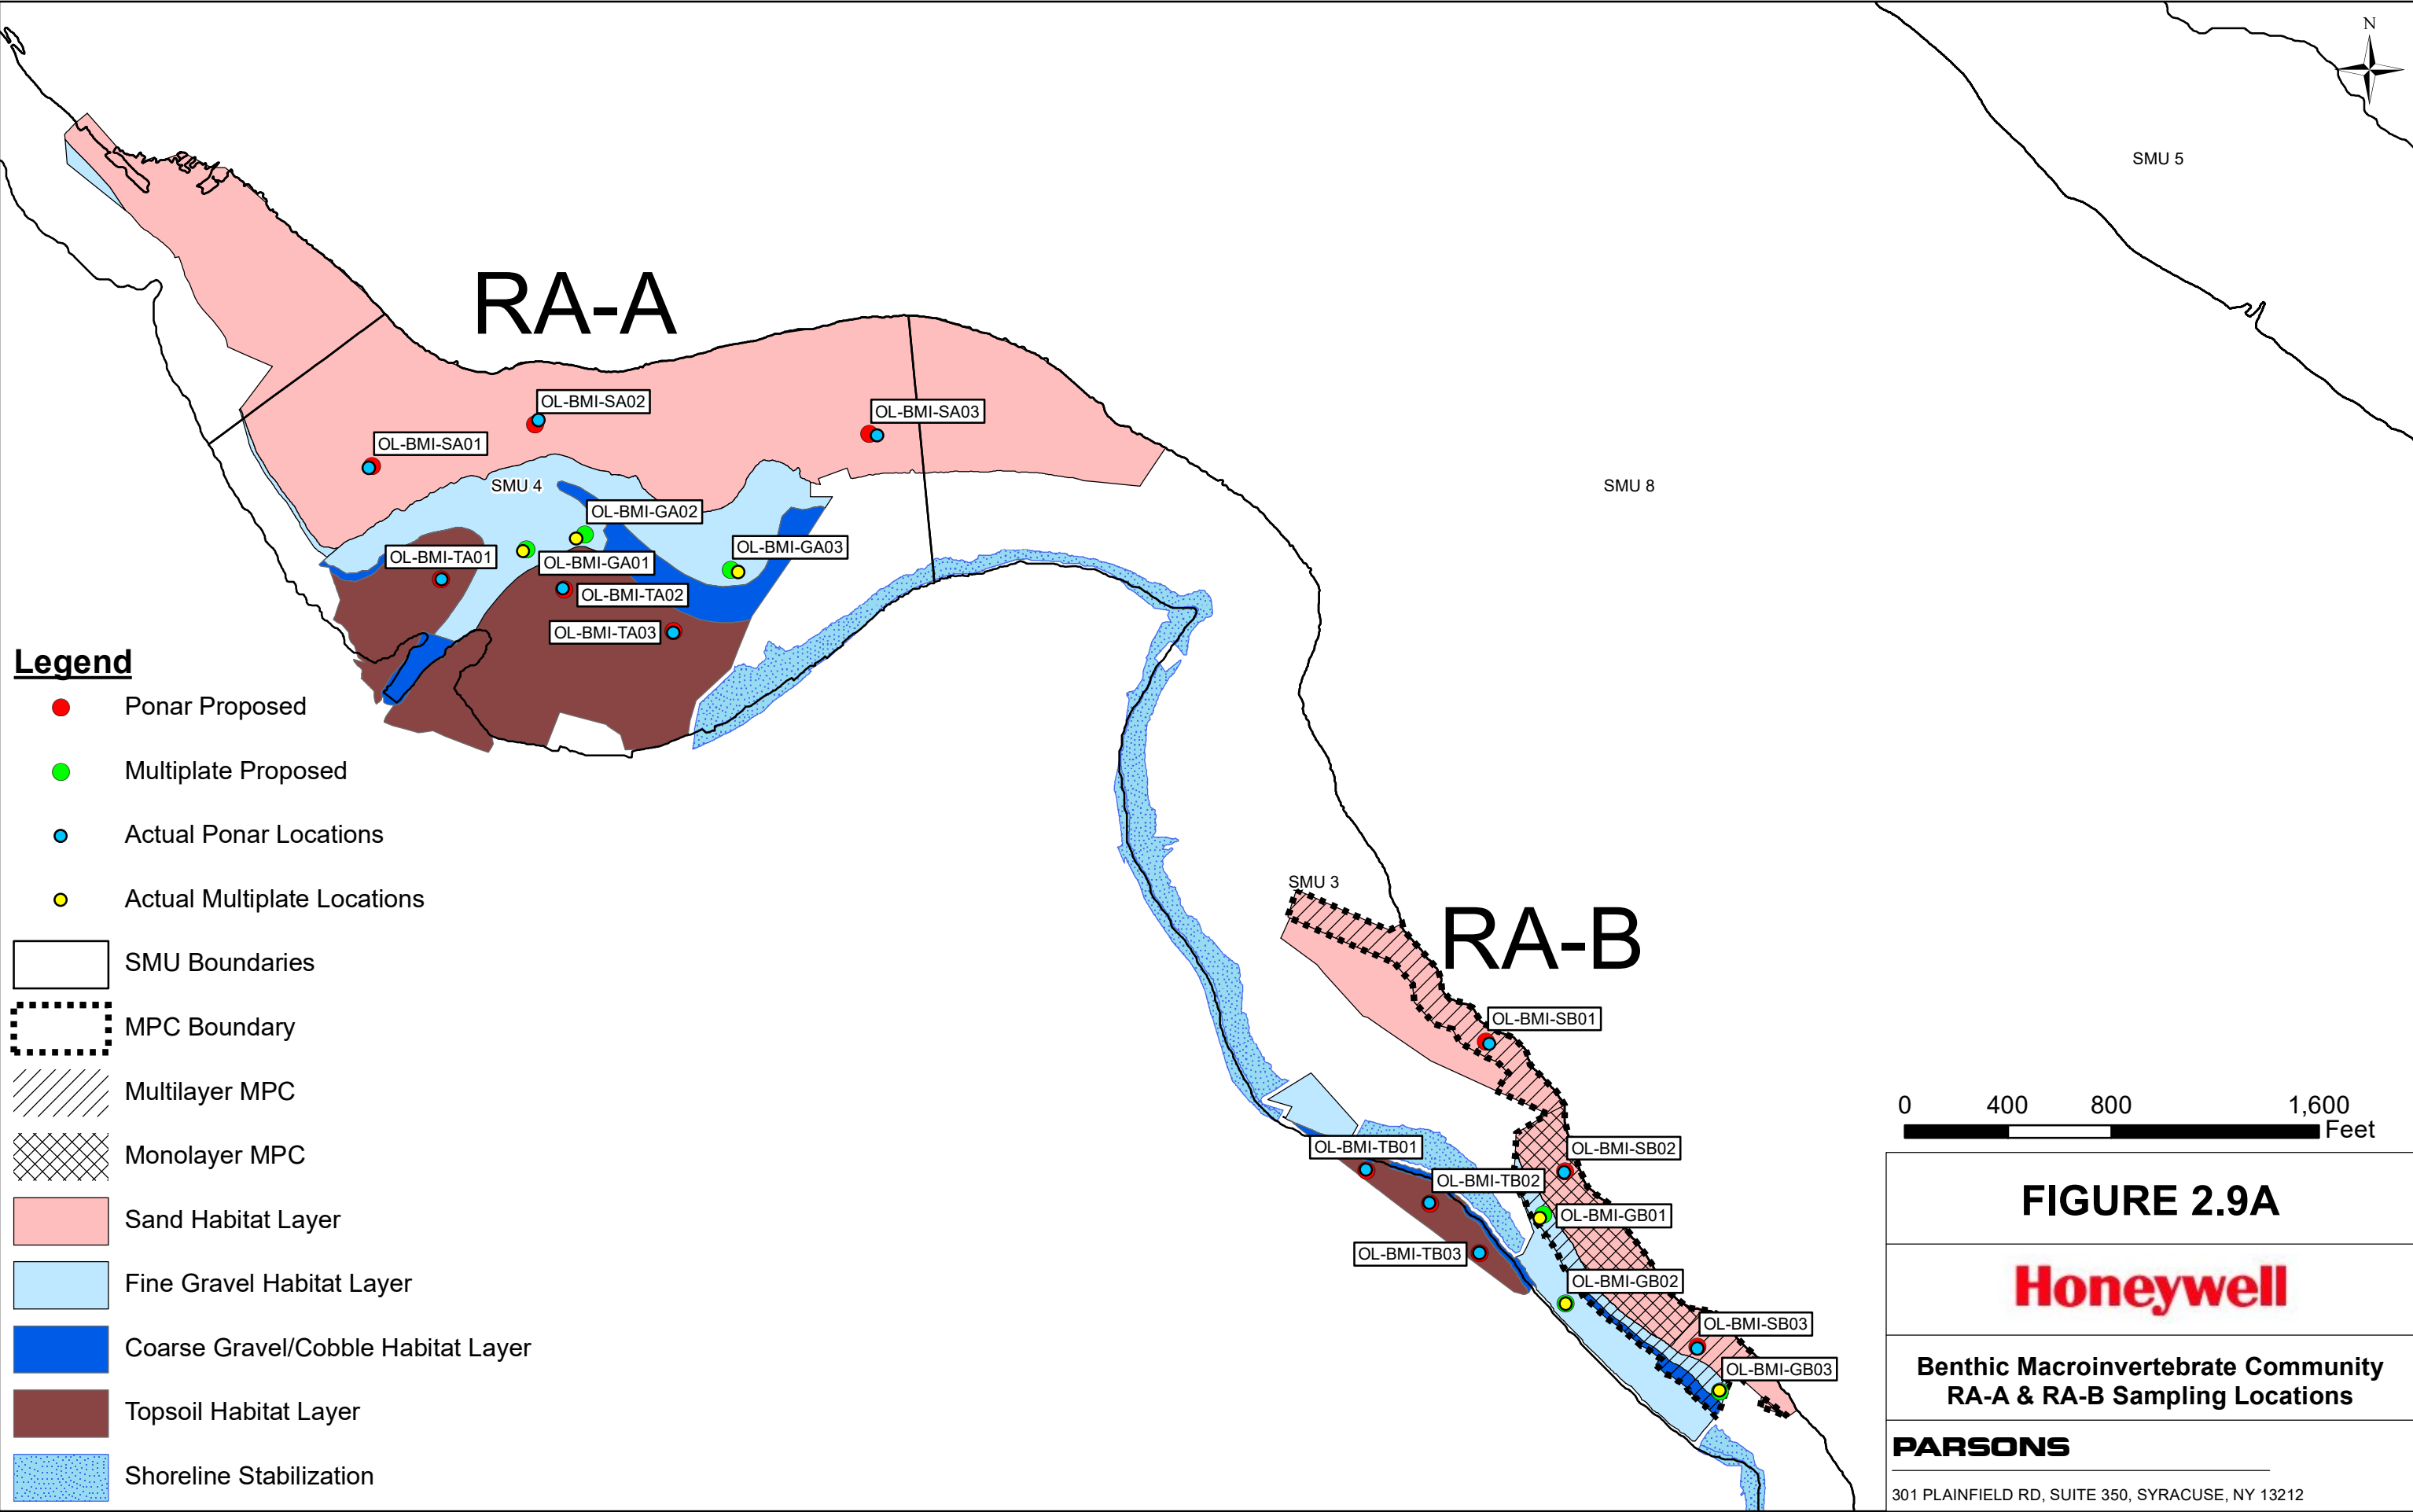 N
SMU 5
RA-A
OL-BMI-SA02
OL-BMI-SA03
OL-BMI-SA01
SMU 4
SMU 8
OL-BMI-GA02
OL-BMI-GA03
OL-BMI-TA01
OL-BMI-GA01
OL-BMI-TA02
OL-BMI-TA03
Legend
Ponar Proposed
Multiplate Proposed
Actual Ponar Locations
Actual Multiplate Locations
SMU Boundaries
MPC Boundary
Multilayer MPC
Monolayer MPC
Sand Habitat Layer
Fine Gravel Habitat Layer
Coarse Gravel/Cobble Habitat Layer
Topsoil Habitat Layer
Shoreline Stabilization
SMU 3
RA-B
OL-BMI-SB01
OL-BMI-TB01
OL-BMI-SB02
OL-BMI-TB02
OL-BMI-GB01
OL-BMI-TB03
OL-BMI-GB02
OL-BMI-SB03
OL-BMI-GB03
0 400 800 1,600
Feet
FIGURE 2.9A
Honeywell
Benthic Macroinvertebrate Community
RA-A & RA-B Sampling Locations
PARSONS
301 PLAINFIELD RD, SUITE 350, SYRACUSE, NY 13212